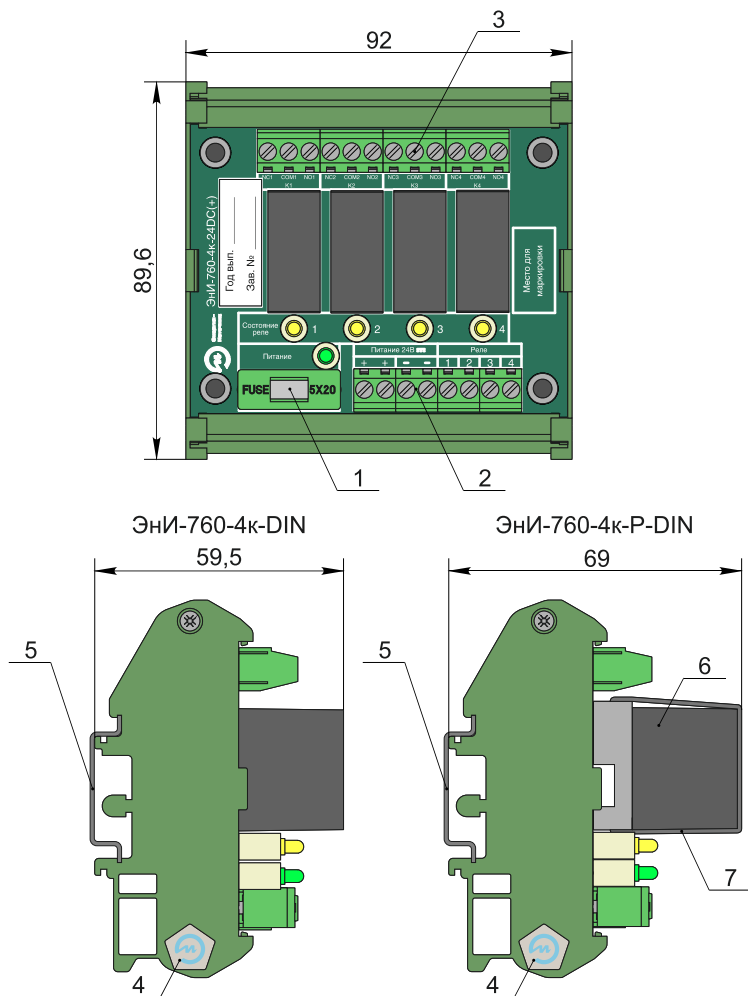 3
92
89,6
NC1 COM1 NO1 NC2 COM2 NO2 NC3 COM3 NO3 NC4 COM4 NO4
K1 K2 K3 K4
ЭнИ-760-4к-24DC(+)
Год вып.
Зав. №
Место для
маркировки
Состояние
реле
1 2 3 4
Питание
Питание 24В Реле
+ + - - 1 2 3 4
FUSE 5X20
1 2
ЭнИ-760-4к-DIN ЭнИ-760-4к-Р-DIN
59,5 69
5 5 6
7
4 4